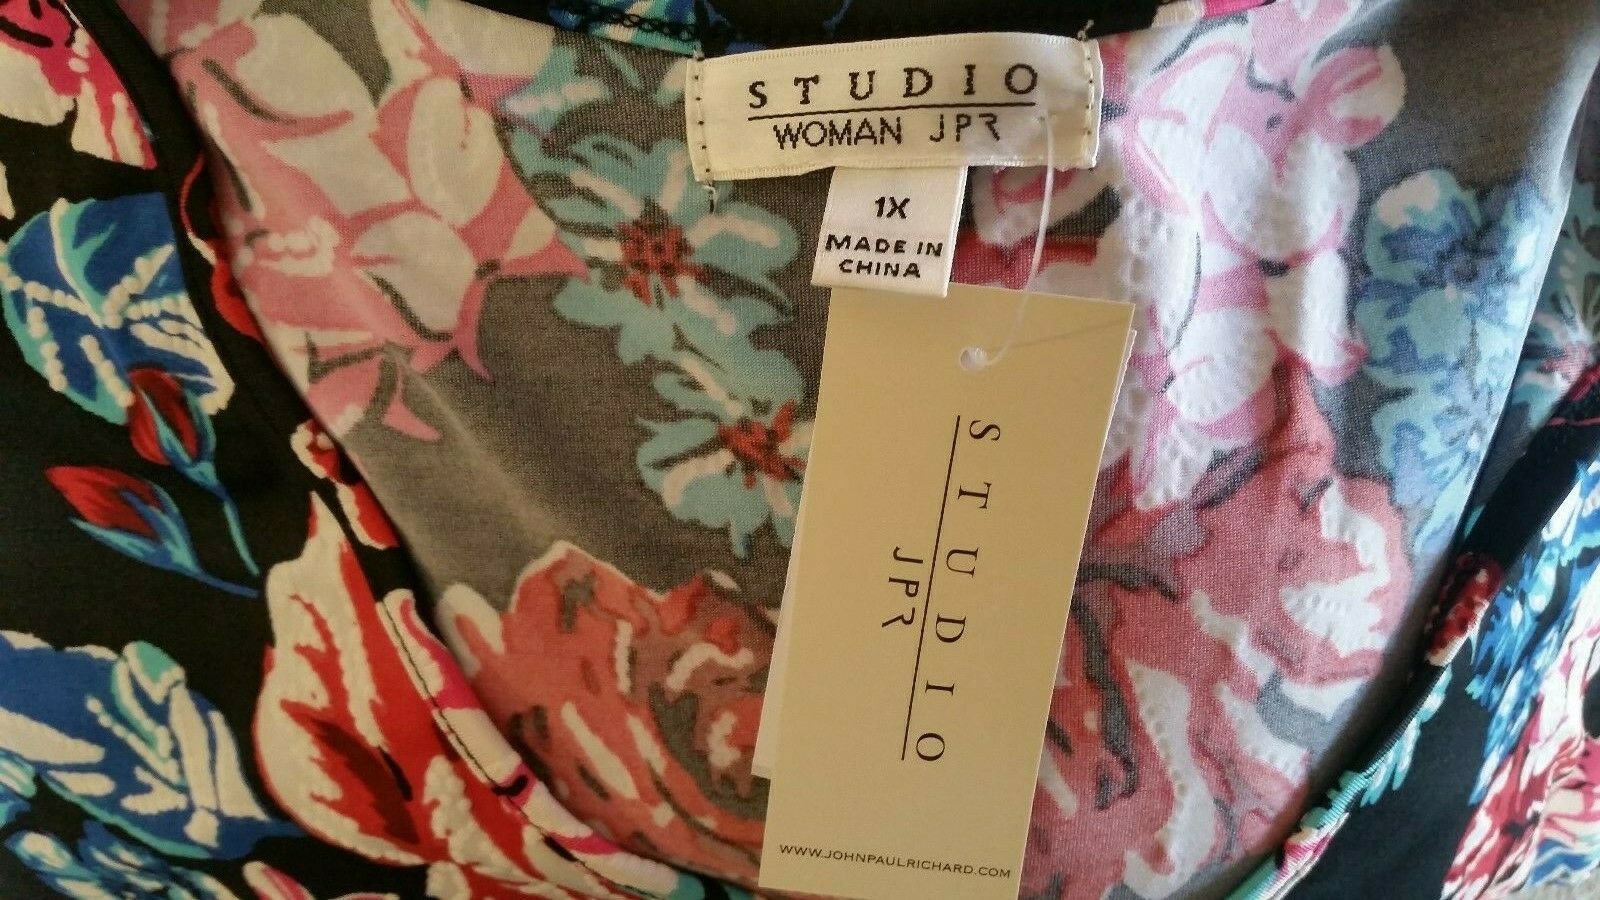 STUDIO
WOMAN JPR
1X
MADE IN
CHINA
STUDIO
JPR
WWW.JOHNPAULRICHARD.COM